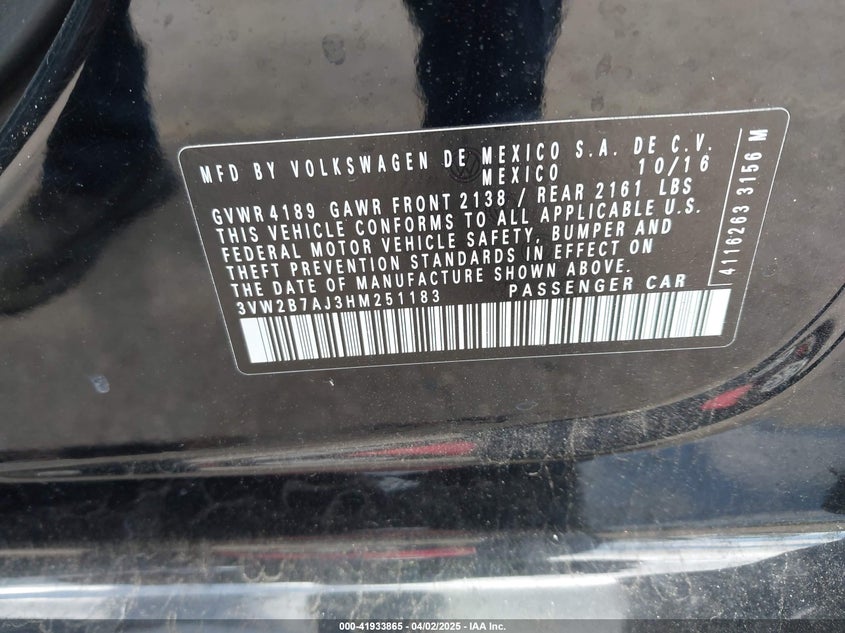 MFD BY VOLKSWAGEN DE MEXICO S.A. DE C.V.
MEXICO 10/16
GVWR 4189 GAWR FRONT 2138 / REAR 2161 LBS
THIS VEHICLE CONFORMS TO ALL APPLICABLE U.S.
FEDERAL MOTOR VEHICLE SAFETY, BUMPER AND
THEFT PREVENTION STANDARDS IN EFFECT ON
THE DATE OF MANUFACTURE SHOWN ABOVE.
3VW2B7AJ3HM251183 PASSENGER CAR
4116263 3156 M
000-41933865 - 04/02/2025 - IAA Inc.